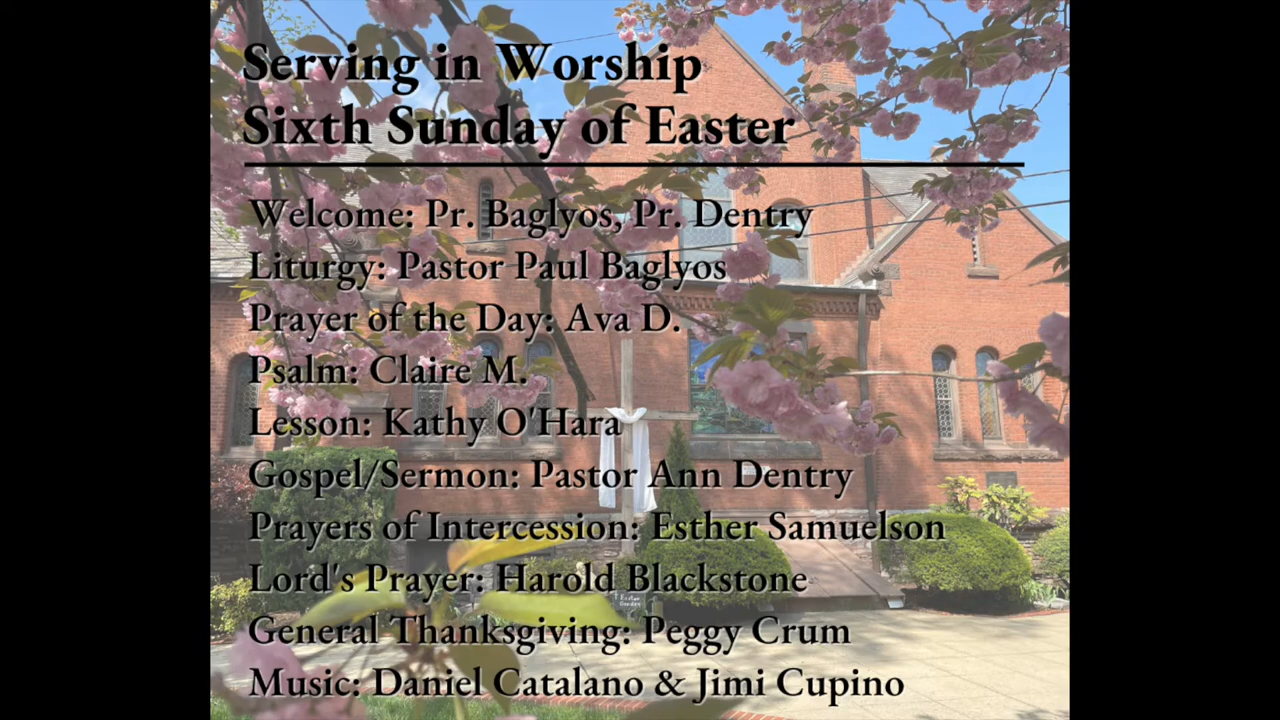 Serving in Worship
Sixth Sunday of Easter
Welcome: Pr. Baglyos, Pr. Dentry
Liturgy: Pastor Paul Baglyos
Prayer of the Day: Ava D.
Psalm: Claire M.
Lesson: Kathy O'Hara
Gospel/Sermon: Pastor Ann Dentry
Prayers of Intercession: Esther Samuelson
Lord's Prayer: Harold Blackstone
General Thanksgiving: Peggy Crum
Music: Daniel Catalano & Jimi Cupino